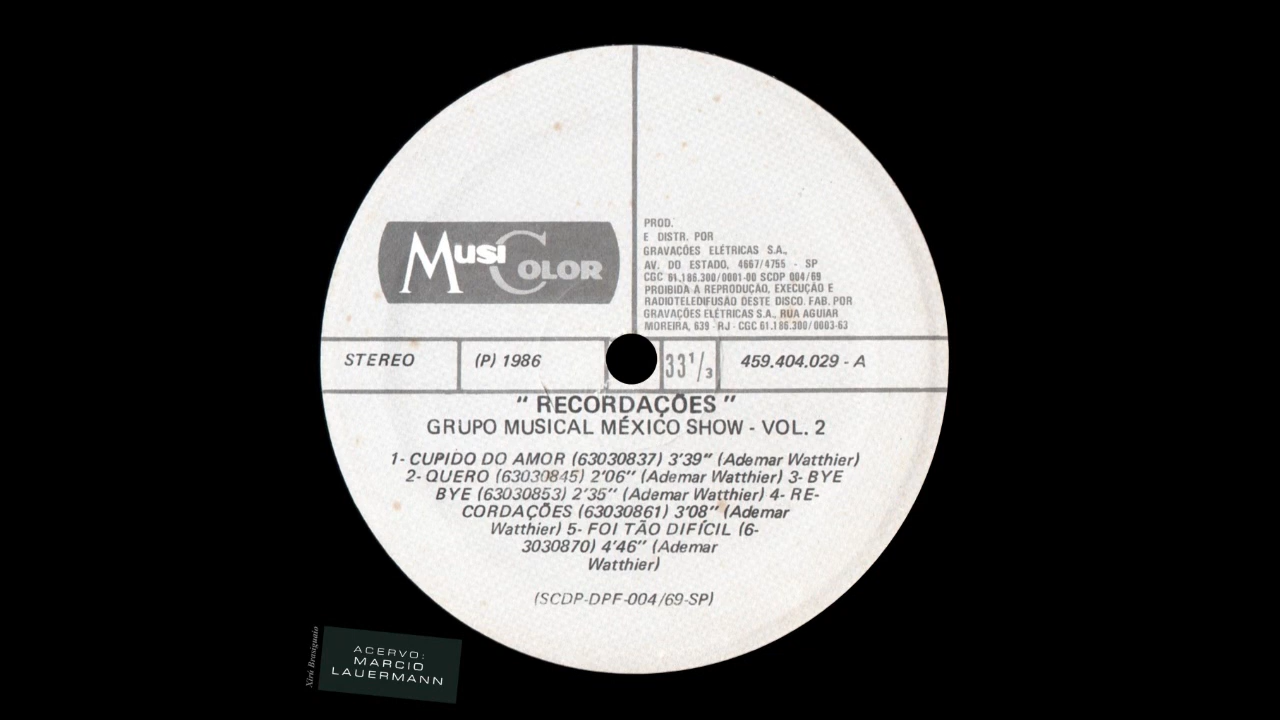 MUSICOLOR
PROD.
E DISTR. POR
GRAVAÇÕES ELÉTRICAS S.A.,
AV. DO ESTADO, 4667/4755 - SP
CGC 61.186.300/0001-00 SCDP 004/69
PROIBIDA A REPRODUÇÃO, EXECUÇÃO E
RADIOTELEDIFUSÃO DESTE DISCO. FAB. POR
GRAVAÇÕES ELÉTRICAS S.A., RUA AGUIAR
MOREIRA, 639 - RJ - CGC 61.186.300/0003-63
STEREO (P) 1986 33 1/3 459.404.029 - A
" RECORDAÇÕES "
GRUPO MUSICAL MÉXICO SHOW - VOL. 2
1- CUPIDO DO AMOR (63030837) 3'39" (Ademar Watthier)
2- QUERO (63030845) 2'06" (Ademar Watthier) 3- BYE
BYE (63030853) 2'35" (Ademar Watthier) 4- RE-
CORDAÇÕES (63030861) 3'08" (Ademar
Watthier) 5- FOI TÃO DIFÍCIL (6-
3030870) 4'46" (Ademar
Watthier)
(SCDP-DPF-004/69-SP)
Xirú Brasiguaio
ACERVO:
MARCIO
LAUERMANN